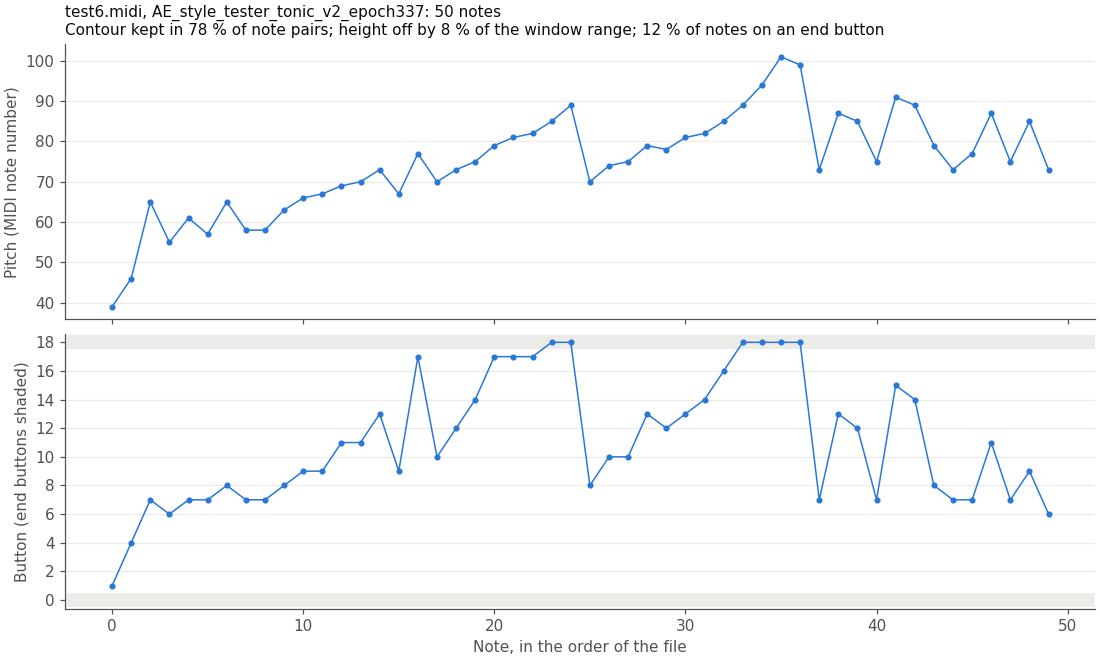 test6.midi, AE_style_tester_tonic_v2_epoch337: 50 notes
Contour kept in 78 % of note pairs; height off by 8 % of the window range; 12 % of notes on an end button
Pitch (MIDI note number)
100
90
80
70
60
50
40
Button (end buttons shaded)
18
16
14
12
10
8
6
4
2
0
0 10 20 30 40 50
Note, in the order of the file